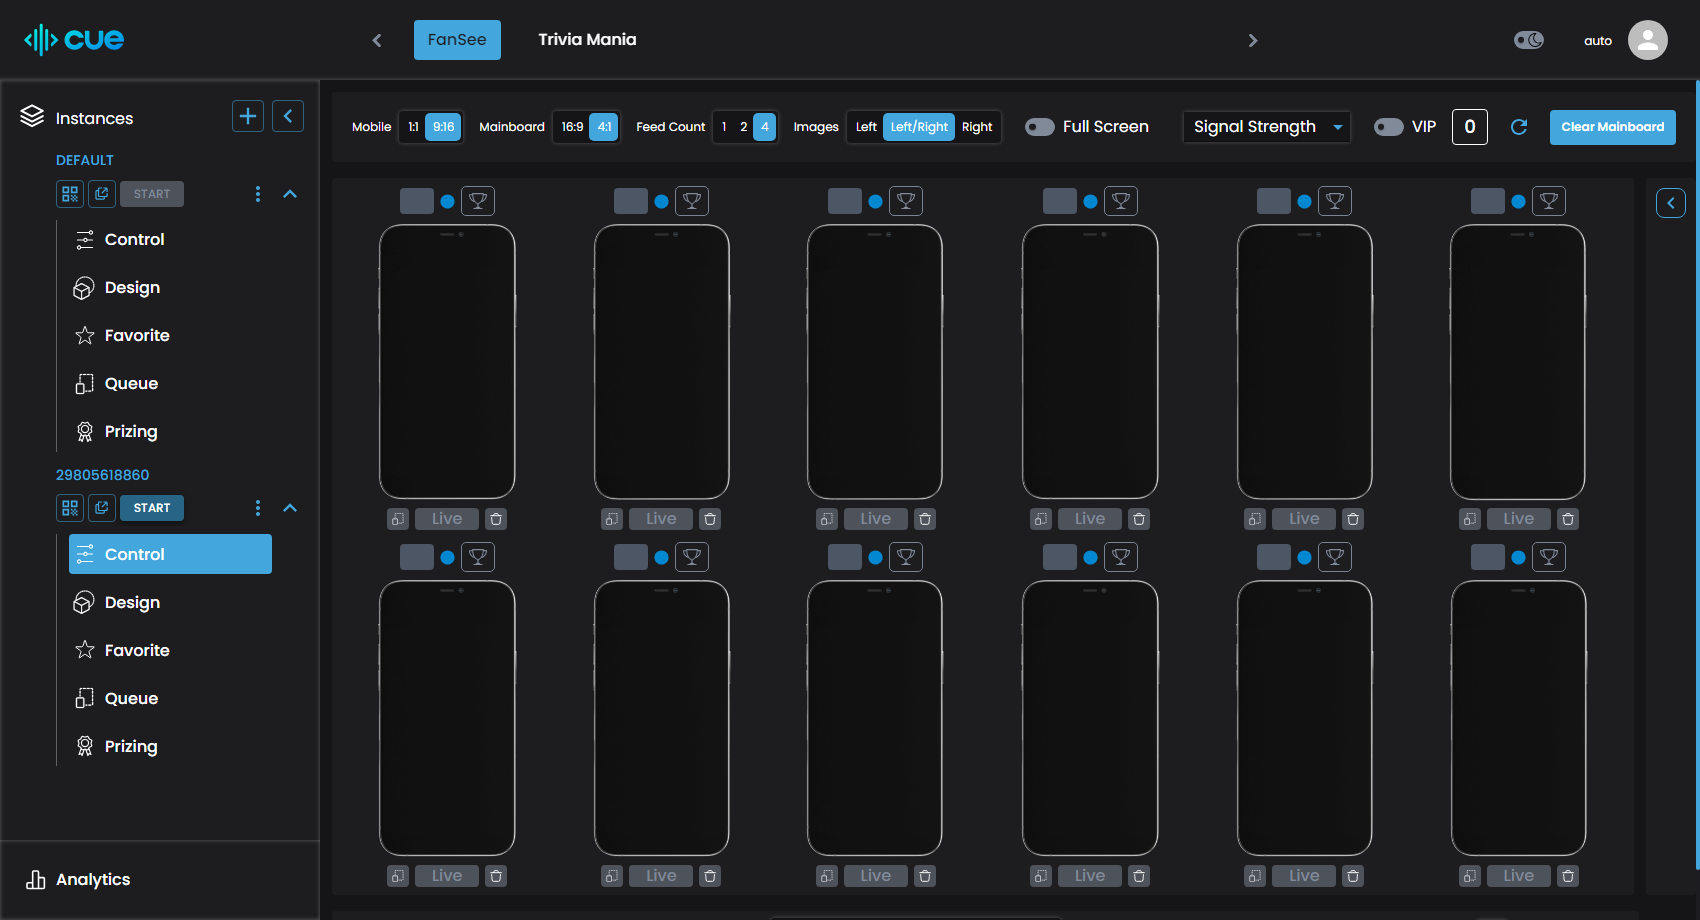 cue
FanSee
Trivia Mania
auto
Instances
DEFAULT
START
Control
Design
Favorite
Queue
Prizing
29805618860
START
Control
Design
Favorite
Queue
Prizing
Analytics
Mobile 1:1 9:16 Mainboard 16:9 4:1 Feed Count 1 2 4 Images Left Left/Right Right Full Screen Signal Strength VIP 0 Clear Mainboard
Live Live Live Live Live Live
Live Live Live Live Live Live